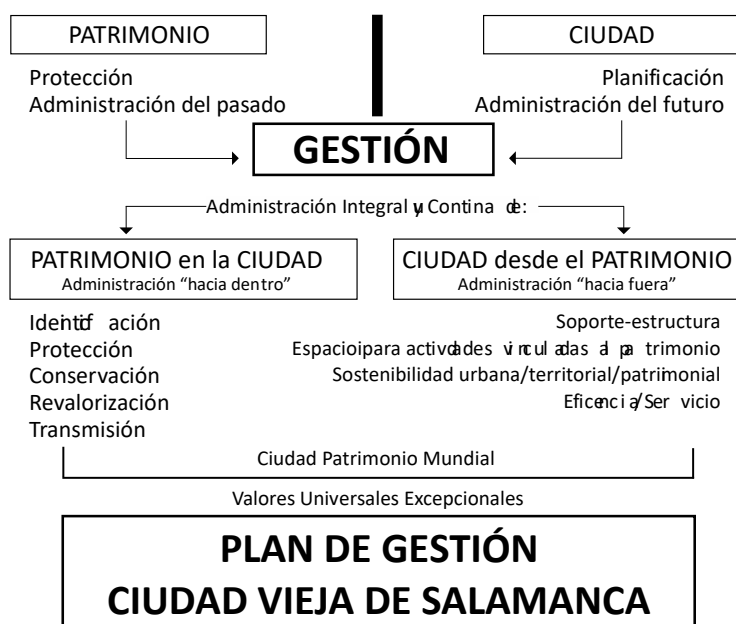 PATRIMONIO
CIUDAD
Protección
Administración del pasado
Planificación
Administración del futuro
GESTIÓN
Administración Integral y Contina de:
PATRIMONIO en la CIUDAD
Administración “hacia dentro”
CIUDAD desde el PATRIMONIO
Administración “hacia fuera”
Identificación
Protección
Conservación
Revalorización
Transmisión
Soporte-estructura
Espacio para actividades vinculadas al patrimonio
Sostenibilidad urbana/territorial/patrimonial
Eficencia/Servicio
Ciudad Patrimonio Mundial
Valores Universales Excepcionales
PLAN DE GESTIÓN
CIUDAD VIEJA DE SALAMANCA